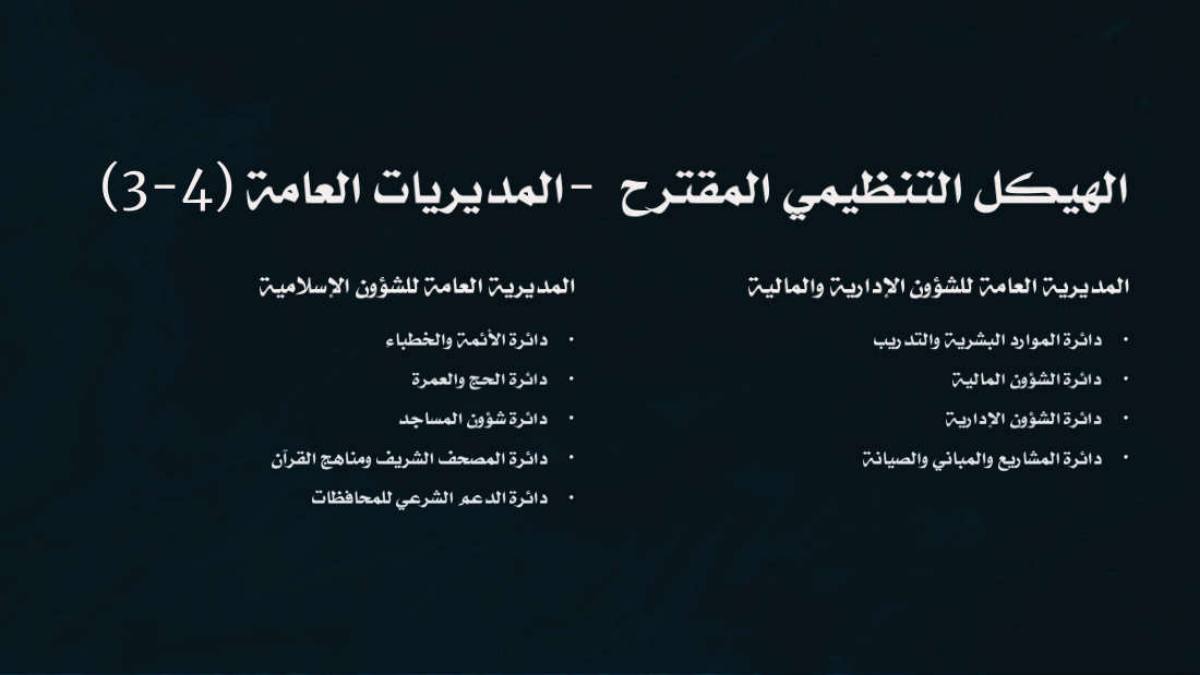 الهيكل التنظيمي المقترح - المديريات العامة (4-3)
المديرية العامة للشؤون الإدارية والمالية
• دائرة الموارد البشرية والتدريب
• دائرة الشؤون المالية
• دائرة الشؤون الإدارية
• دائرة المشاريع والمباني والصيانة
المديرية العامة للشؤون الإسلامية
• دائرة الأئمة والخطباء
• دائرة الحج والعمرة
• دائرة شؤون المساجد
• دائرة المصحف الشريف ومناهج القرآن
• دائرة الدعم الشرعي للمحافظات